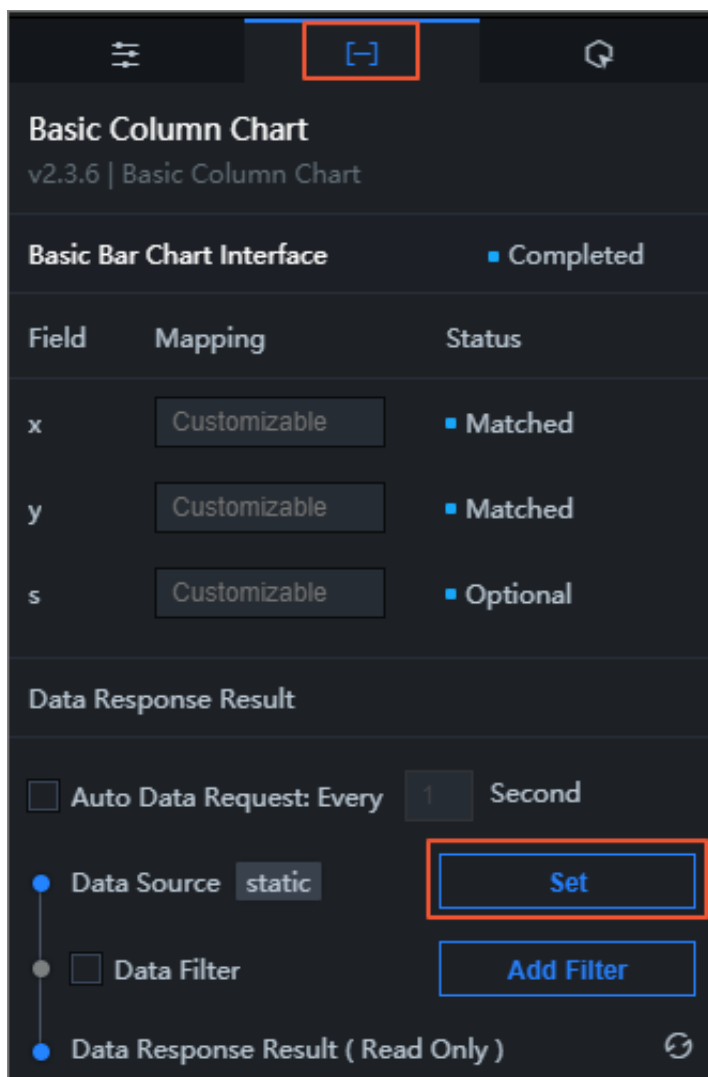 Basic Column Chart
v2.3.6 | Basic Column Chart
Basic Bar Chart Interface Completed
Field Mapping Status
x Customizable Matched
y Customizable Matched
s Customizable Optional
Data Response Result
Auto Data Request: Every 1 Second
Data Source static Set
Data Filter Add Filter
Data Response Result ( Read Only )